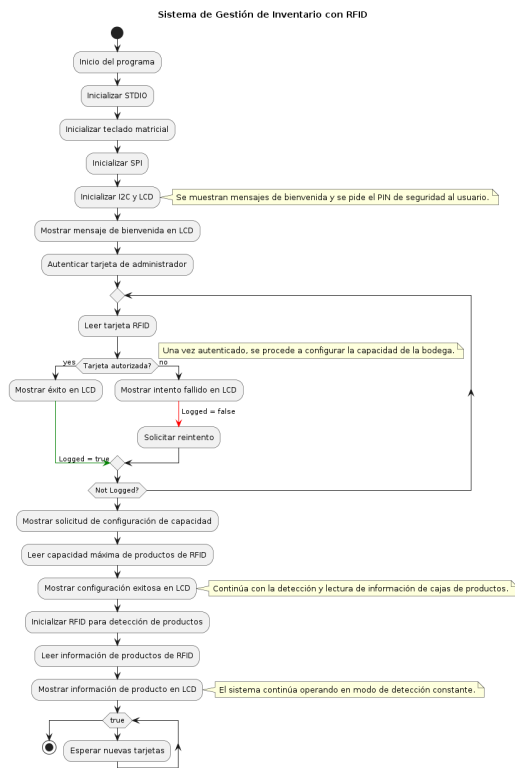 Sistema de Gestión de Inventario con RFID
Inicio del programa
Inicializar STDIO
Inicializar teclado matricial
Inicializar SPI
Inicializar I2C y LCD
Se muestran mensajes de bienvenida y se pide el PIN de seguridad al usuario.
Mostrar mensaje de bienvenida en LCD
Autenticar tarjeta de administrador
Leer tarjeta RFID
Una vez autenticado, se procede a configurar la capacidad de la bodega.
yes
Tarjeta autorizada?
no
Mostrar éxito en LCD
Mostrar intento fallido en LCD
Logged = false
Solicitar reintento
Logged = true
Not Logged?
Mostrar solicitud de configuración de capacidad
Leer capacidad máxima de productos de RFID
Mostrar configuración exitosa en LCD
Continúa con la detección y lectura de información de cajas de productos.
Inicializar RFID para detección de productos
Leer información de productos de RFID
Mostrar información de producto en LCD
El sistema continúa operando en modo de detección constante.
true
Esperar nuevas tarjetas